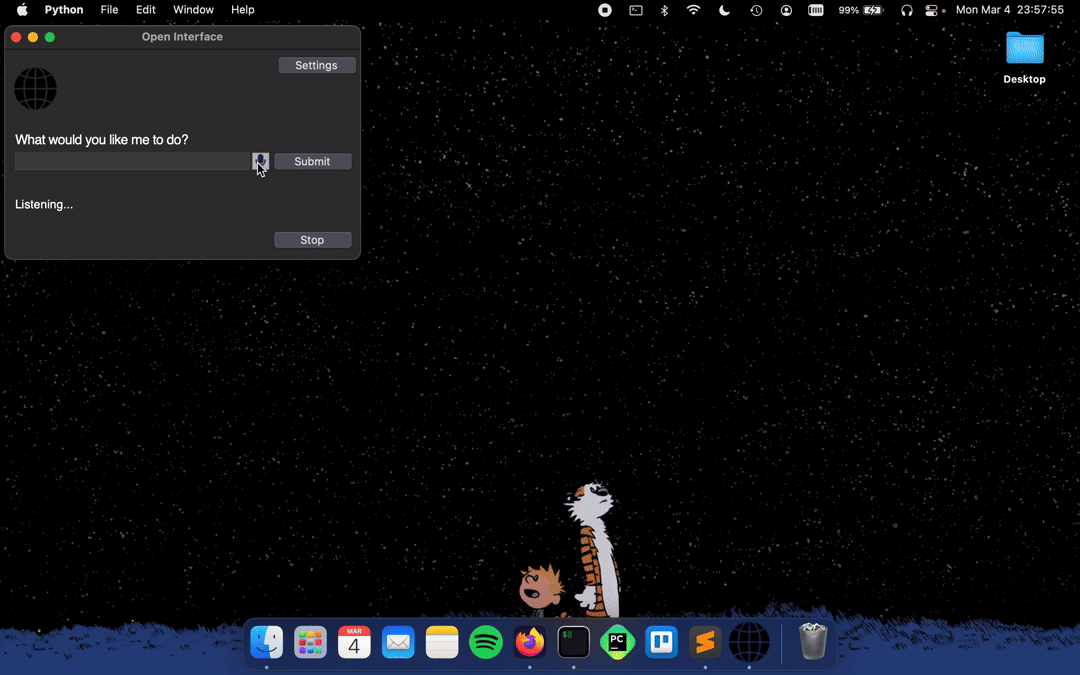 Python File Edit Window Help 99% Mon Mar 4 23:57:55
Open Interface
Settings
What would you like me to do?
Submit
Listening...
Stop
Desktop
MAR
4
PC